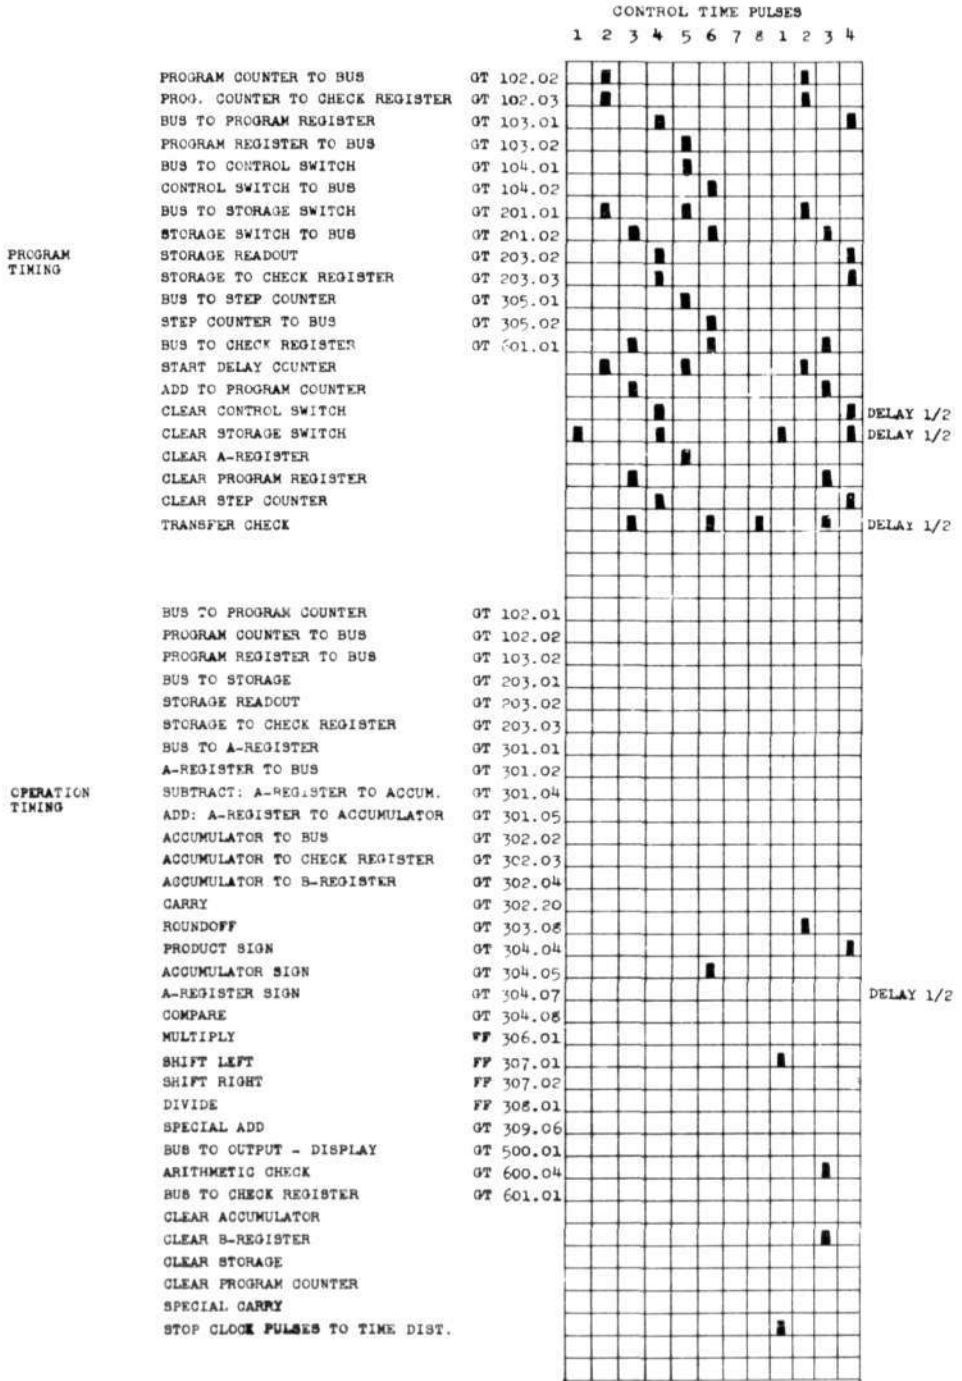 CONTROL TIME PULSES
1 2 3 4 5 6 7 8 1 2 3 4
PROGRAM COUNTER TO BUS GT 102.02
PROG. COUNTER TO CHECK REGISTER GT 102.03
BUS TO PROGRAM REGISTER GT 103.01
PROGRAM REGISTER TO BUS GT 103.02
BUS TO CONTROL SWITCH GT 104.01
CONTROL SWITCH TO BUS GT 104.02
BUS TO STORAGE SWITCH GT 201.01
STORAGE SWITCH TO BUS GT 201.02
PROGRAM TIMING
STORAGE READOUT GT 203.02
STORAGE TO CHECK REGISTER GT 203.03
BUS TO STEP COUNTER GT 305.01
STEP COUNTER TO BUS GT 305.02
BUS TO CHECK REGISTER GT 601.01
START DELAY COUNTER
ADD TO PROGRAM COUNTER
CLEAR CONTROL SWITCH DELAY 1/2
CLEAR STORAGE SWITCH DELAY 1/2
CLEAR A-REGISTER
CLEAR PROGRAM REGISTER
CLEAR STEP COUNTER
TRANSFER CHECK DELAY 1/2
BUS TO PROGRAM COUNTER GT 102.01
PROGRAM COUNTER TO BUS GT 102.02
PROGRAM REGISTER TO BUS GT 103.02
BUS TO STORAGE GT 203.01
STORAGE READOUT GT 203.02
STORAGE TO CHECK REGISTER GT 203.03
BUS TO A-REGISTER GT 301.01
A-REGISTER TO BUS GT 301.02
OPERATION TIMING
SUBTRACT: A-REGISTER TO ACCUM. GT 301.04
ADD: A-REGISTER TO ACCUMULATOR GT 301.05
ACCUMULATOR TO BUS GT 302.02
ACCUMULATOR TO CHECK REGISTER GT 302.03
ACCUMULATOR TO B-REGISTER GT 302.04
CARRY GT 302.20
ROUNDOFF GT 303.08
PRODUCT SIGN GT 304.04
ACCUMULATOR SIGN GT 304.05
A-REGISTER SIGN GT 304.07 DELAY 1/2
COMPARE GT 304.08
MULTIPLY FF 306.01
SHIFT LEFT FF 307.01
SHIFT RIGHT FF 307.02
DIVIDE FF 308.01
SPECIAL ADD GT 309.06
BUS TO OUTPUT - DISPLAY GT 500.01
ARITHMETIC CHECK GT 600.04
BUS TO CHECK REGISTER GT 601.01
CLEAR ACCUMULATOR
CLEAR B-REGISTER
CLEAR STORAGE
CLEAR PROGRAM COUNTER
SPECIAL CARRY
STOP CLOCK PULSES TO TIME DIST.